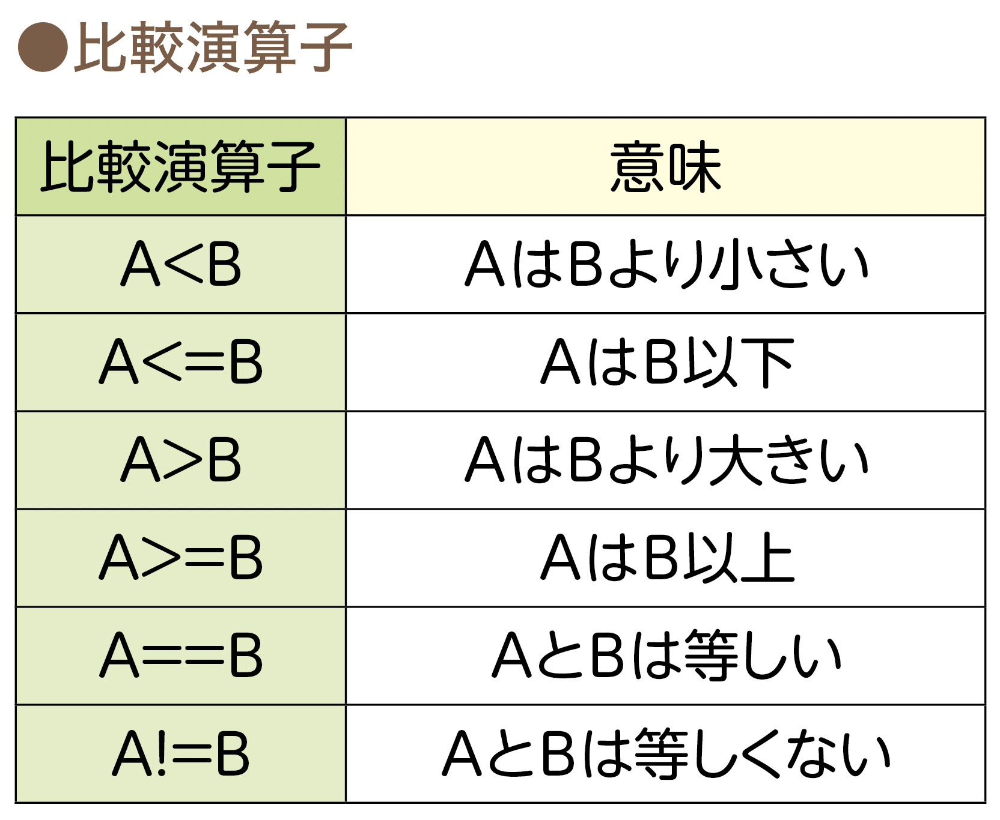 ●比較演算子
比較演算子 意味
A<B AはBより小さい
A<=B AはB以下
A>B AはBより大きい
A>=B AはB以上
A==B AとBは等しい
A!=B AとBは等しくない